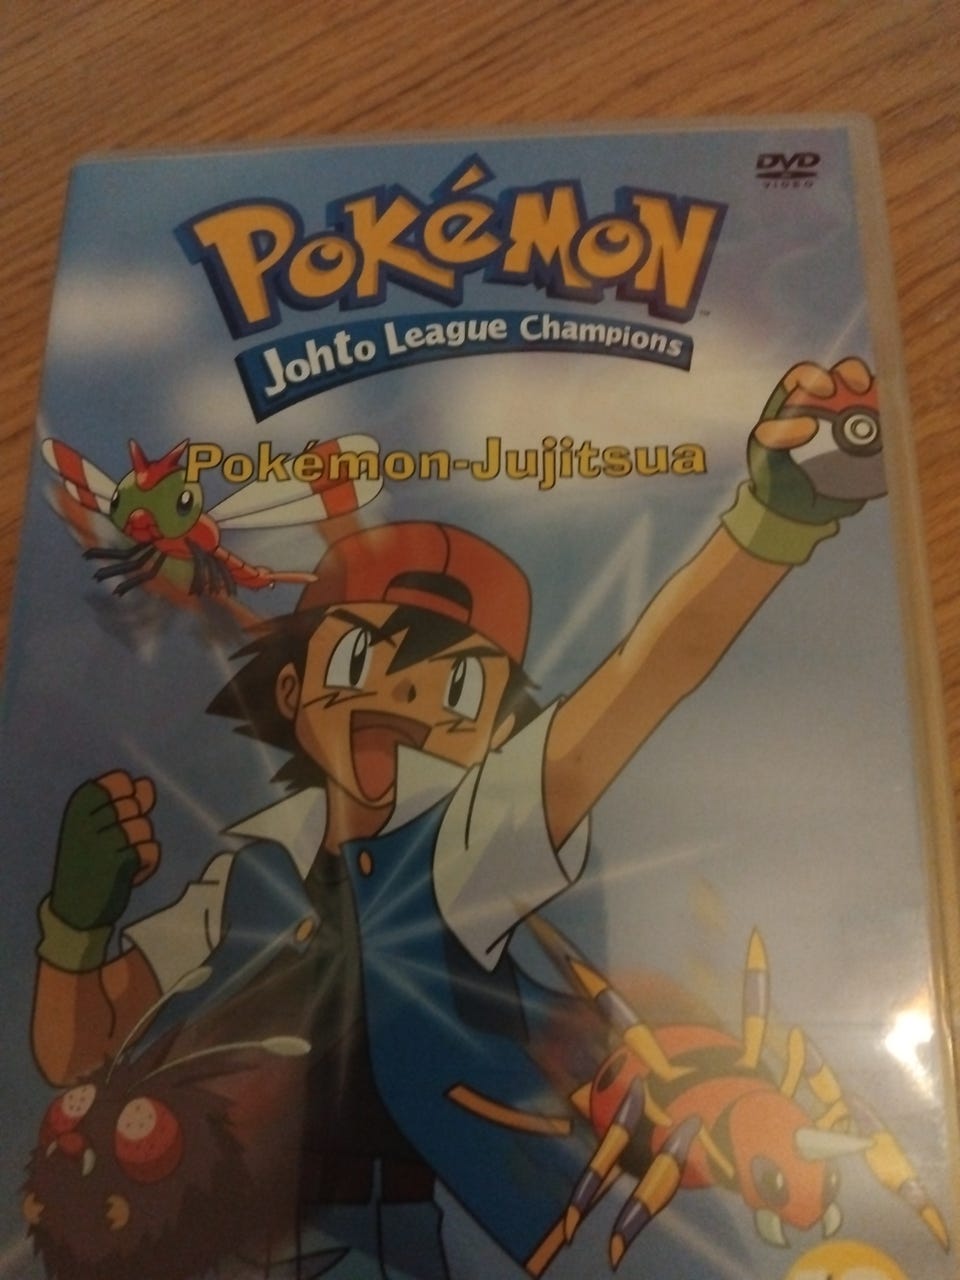 DVD
VIDEO
POKéMON
Johto League Champions
Pokémon-Jujitsua